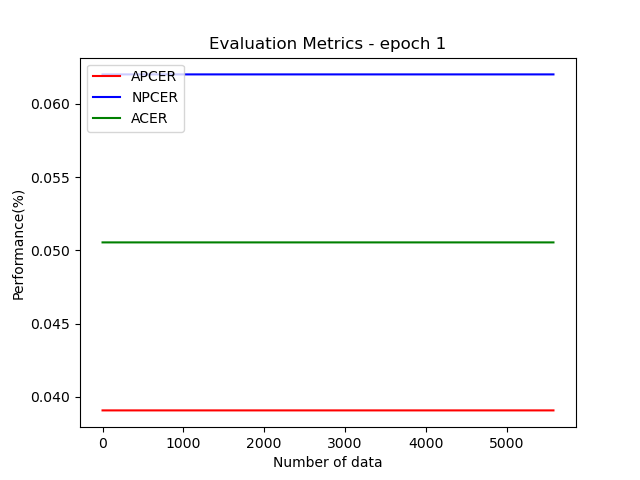 Evaluation Metrics - epoch 1
APCER
NPCER
ACER
0.060
0.055
0.050
0.045
0.040
Performance(%)
0 1000 2000 3000 4000 5000
Number of data